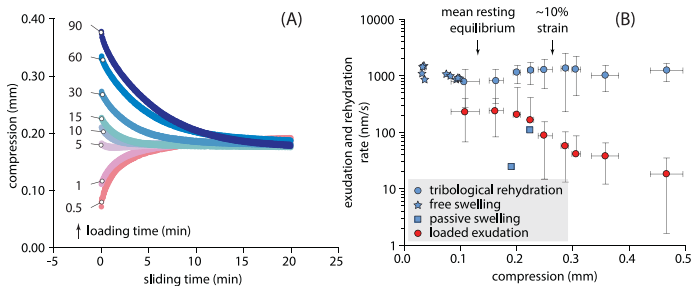 (A)
compression (mm)
0.40
0.30
0.20
0.10
0.00
90
60
30
15
10
5
1
0.5
loading time (min)
-5
0
5
10
15
20
25
sliding time (min)
mean resting
equilibrium
~10%
strain
(B)
exudation and rehydration
rate (nm/s)
10000
1000
100
10
1
tribological rehydration
free swelling
passive swelling
loaded exudation
0.0
0.1
0.2
0.3
0.4
0.5
compression (mm)